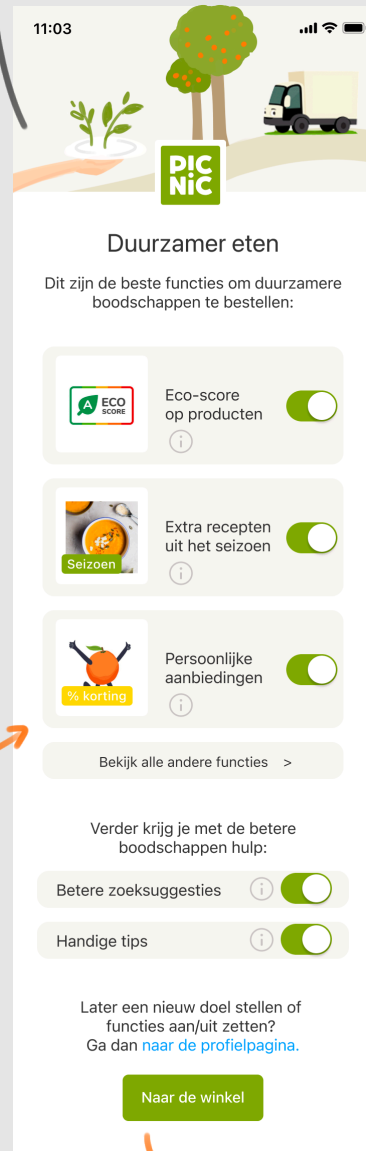 11:03
PIC
NIC
Duurzamer eten
Dit zijn de beste functies om duurzamere
boodschappen te bestellen:
A ECO
SCORE
Eco-score
op producten
i
Seizoen
Extra recepten
uit het seizoen
i
% korting
Persoonlijke
aanbiedingen
i
Bekijk alle andere functies >
Verder krijg je met de betere
boodschappen hulp:
Betere zoeksuggesties i
Handige tips i
Later een nieuw doel stellen of
functies aan/uit zetten?
Ga dan naar de profielpagina.
Naar de winkel